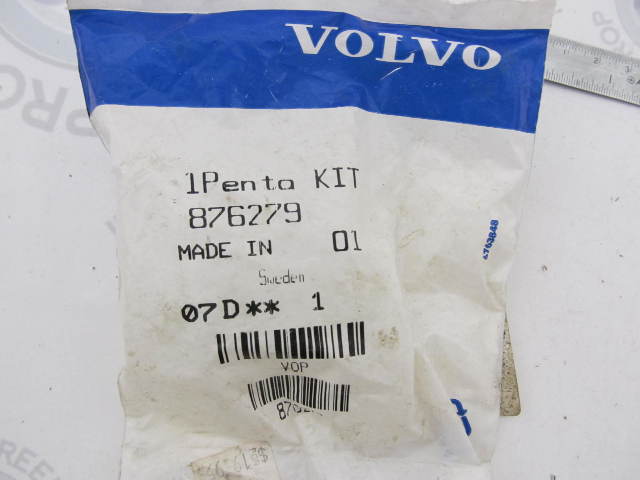 VOLVO
1Penta KIT
876279
MADE IN 01
Sweden
07D** 1
VOP